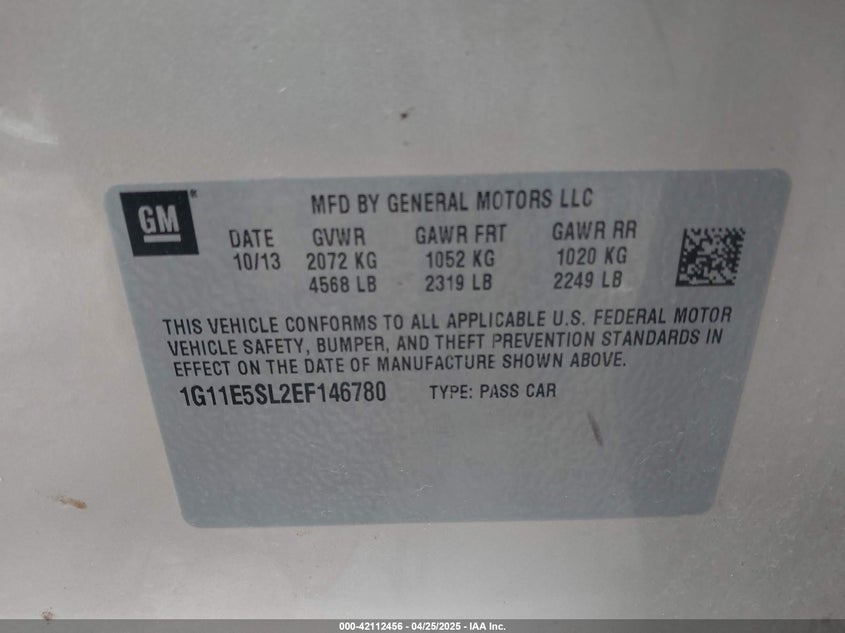 GM®
MFD BY GENERAL MOTORS LLC
DATE GVWR GAWR FRT GAWR RR
10/13 2072 KG 1052 KG 1020 KG
4568 LB 2319 LB 2249 LB
THIS VEHICLE CONFORMS TO ALL APPLICABLE U.S. FEDERAL MOTOR
VEHICLE SAFETY, BUMPER, AND THEFT PREVENTION STANDARDS IN
EFFECT ON THE DATE OF MANUFACTURE SHOWN ABOVE.
1G11E5SL2EF146780 TYPE: PASS CAR
000-42112456 - 04/25/2025 - IAA Inc.